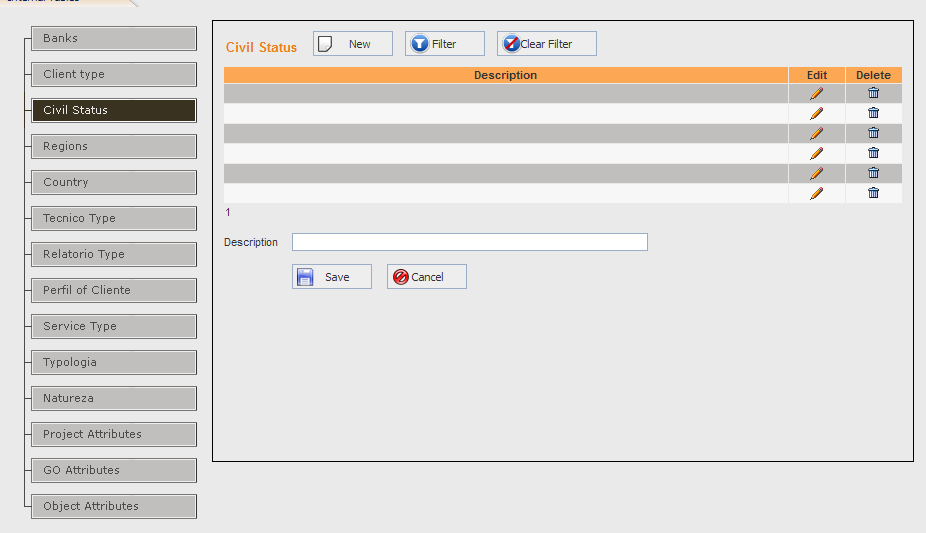 Banks
Client type
Civil Status
Regions
Country
Tecnico Type
Relatorio Type
Perfil of Cliente
Service Type
Typologia
Natureza
Project Attributes
GO Attributes
Object Attributes
Civil Status New Filter Clear Filter
Description Edit Delete
1
Description
Save Cancel